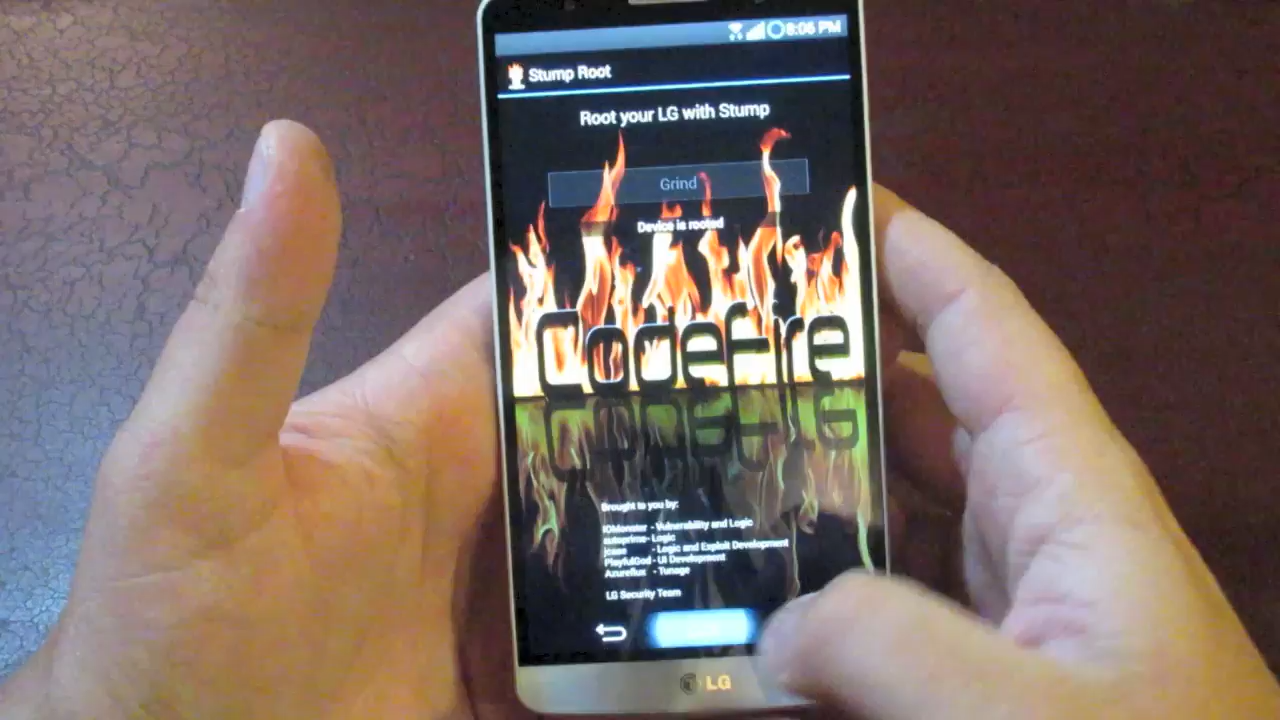 8:06 PM
Stump Root
Root your LG with Stump
Grind
Device is rooted
Codefire
Brought to you by:
IOMonster - Vulnerability and Logic
autoprime- Logic
jcase - Logic and Exploit Development
PlayfulGod - UI Development
Azureflux - Tunage
LG Security Team
LG